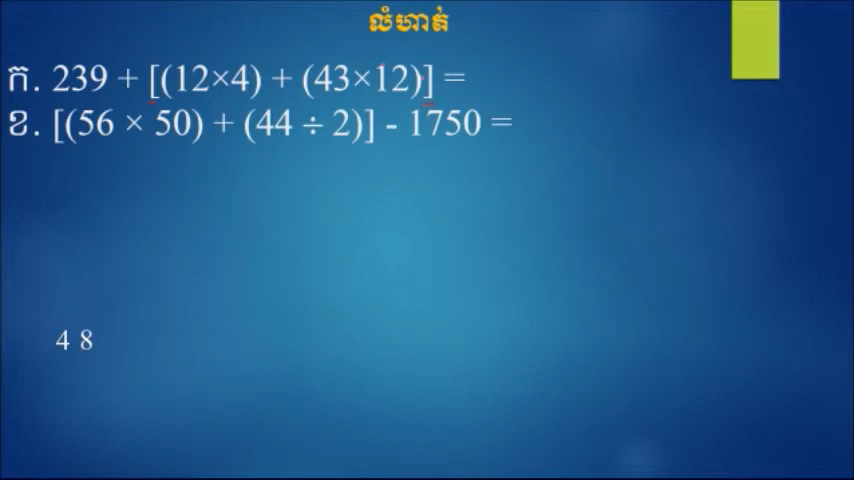 លំហាត់
ក. 239 + [(12×4) + (43×12)] =
ខ. [(56 × 50) + (44 ÷ 2)] - 1750 =
4 8